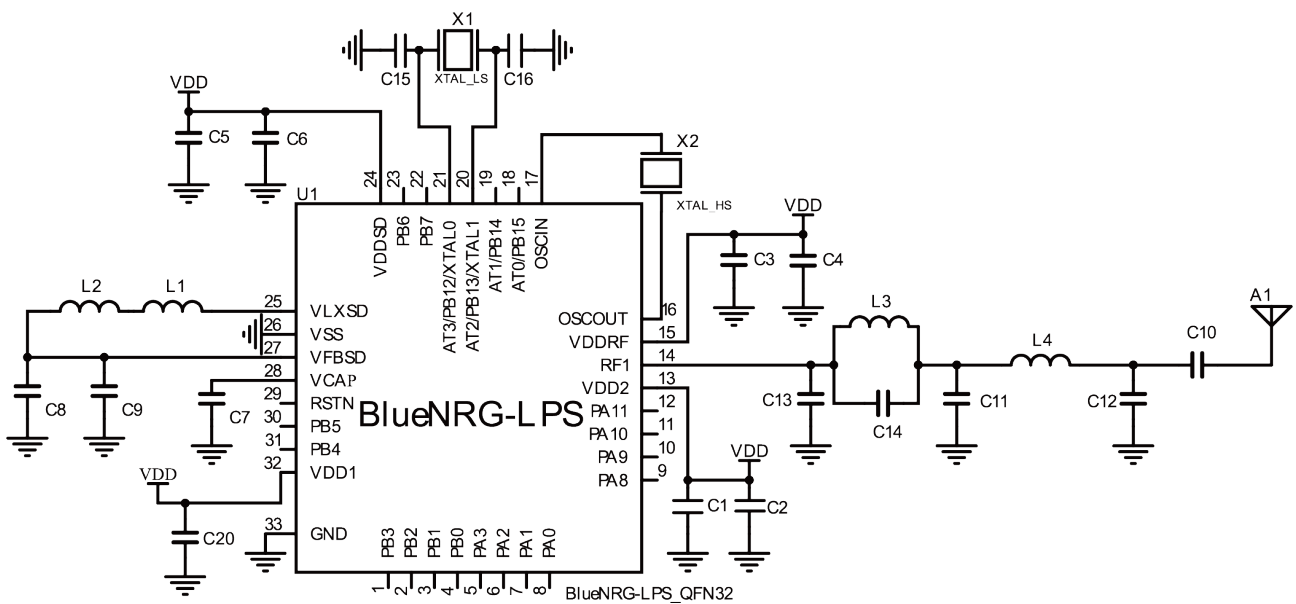 X1
C15
XTAL_LS
C16
VDD
C5
C6
X2
XTAL_HS
24
23
22
21
20
19
18
17
U1
VDDSD
PB6
PB7
AT3/PB12/XTAL0
AT2/PB13/XTAL1
AT1/PB14
AT0/PB15
OSCIN
VDD
C3
C4
L2
L1
25
VLXSD
26
VSS
27
VFBSD
28
VCAP
29
RSTN
30
PB5
31
PB4
32
VDD1
33
GND
C8
C9
C7
VDD
C20
BlueNRG-LPS
OSCOUT
16
VDDRF
15
RF1
14
VDD2
13
PA11
12
PA10
11
PA9
10
PA8
9
L3
C13
C14
C11
L4
C12
C10
A1
VDD
C1
C2
PB3
PB2
PB1
PB0
PA3
PA2
PA1
PA0
1
2
3
4
5
6
7
8
BlueNRG-LPS_QFN32